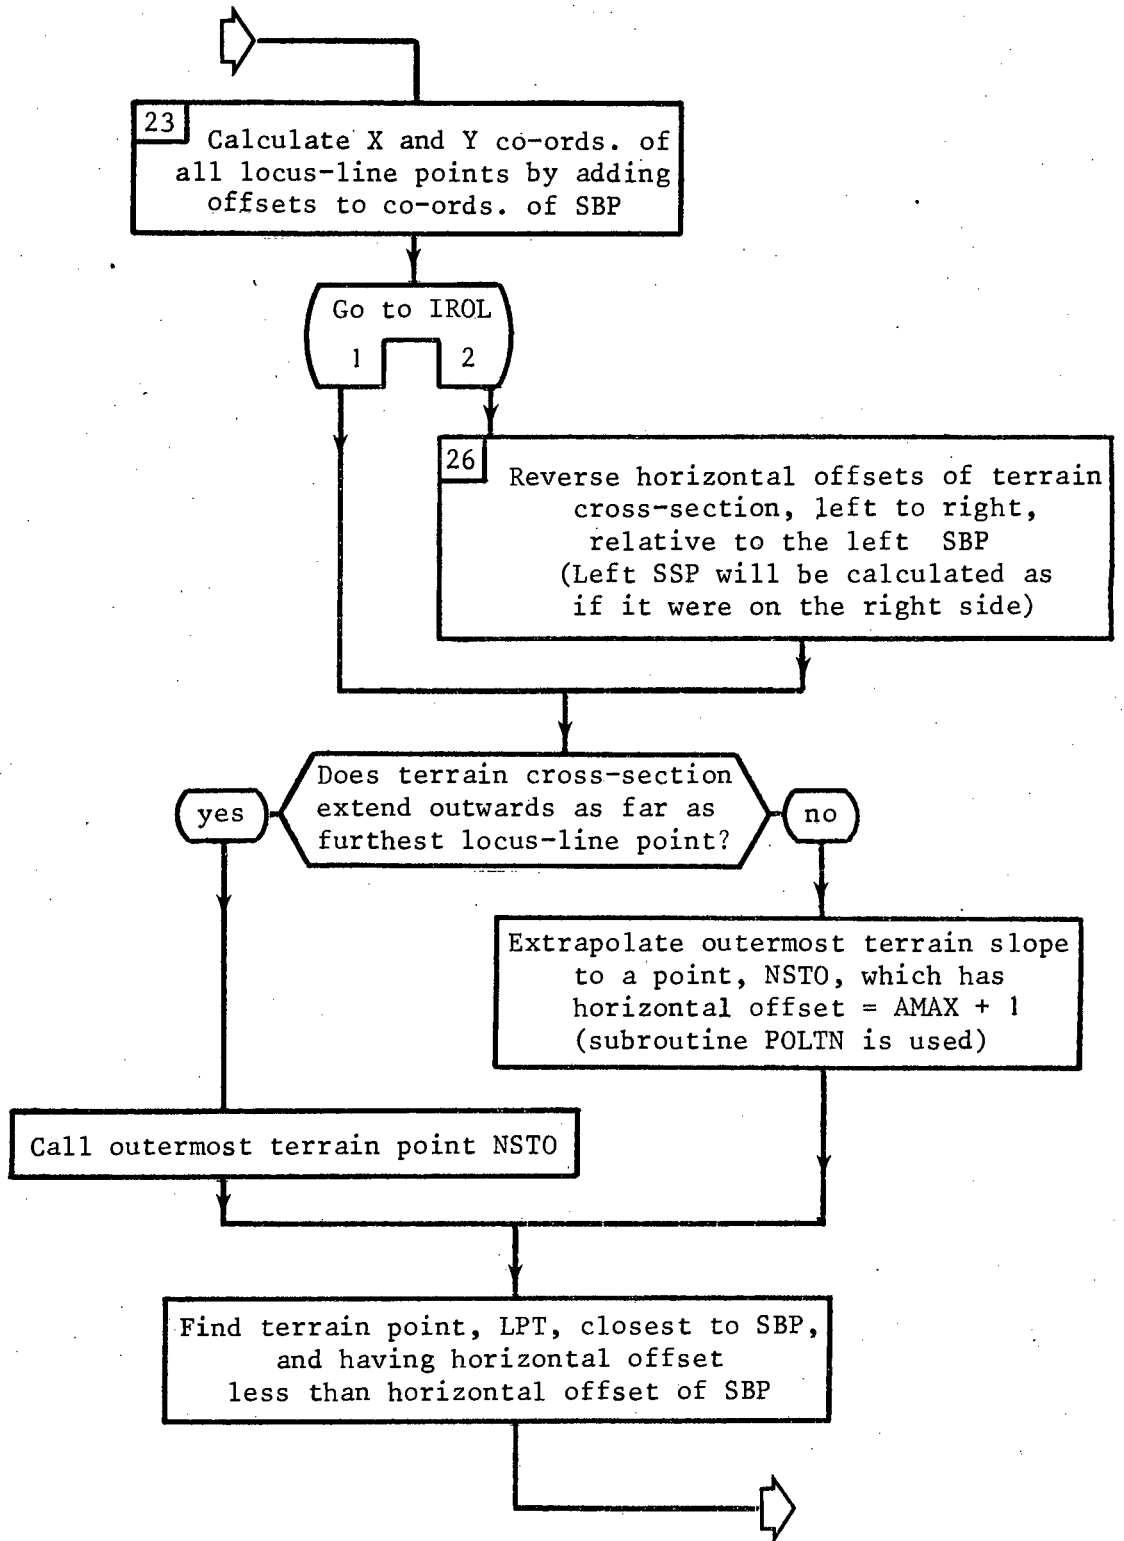 23
Calculate X and Y co-ords. of
all locus-line points by adding
offsets to co-ords. of SBP
Go to IROL
1 2
26
Reverse horizontal offsets of terrain
cross-section, left to right,
relative to the left SBP
(Left SSP will be calculated as
if it were on the right side)
Does terrain cross-section
extend outwards as far as
furthest locus-line point?
yes
no
Extrapolate outermost terrain slope
to a point, NSTO, which has
horizontal offset = AMAX + 1
(subroutine POLTN is used)
Call outermost terrain point NSTO
Find terrain point, LPT, closest to SBP,
and having horizontal offset
less than horizontal offset of SBP